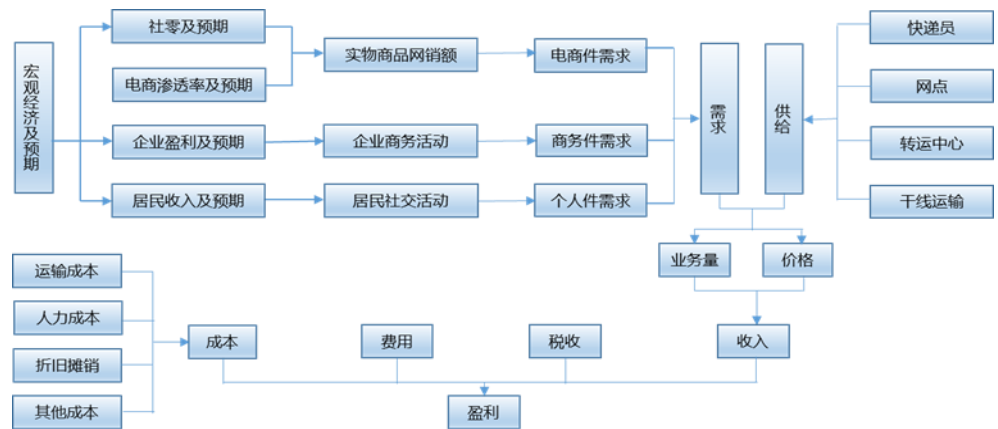 社零及预期
实物商品网销额
电商件需求
快递员
宏观经济及预期
电商渗透率及预期
需求
供给
网点
企业盈利及预期
企业商务活动
商务件需求
转运中心
居民收入及预期
居民社交活动
个人件需求
干线运输
业务量
价格
运输成本
人力成本
成本
费用
税收
收入
折旧摊销
其他成本
盈利